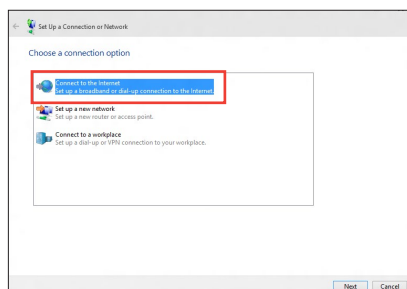 Set Up a Connection or Network
Choose a connection option
Connect to the Internet
Set up a broadband or dial-up connection to the Internet.
Set up a new network
Set up a new router or access point.
Connect to a workplace
Set up a dial-up or VPN connection to your workplace.
Next Cancel